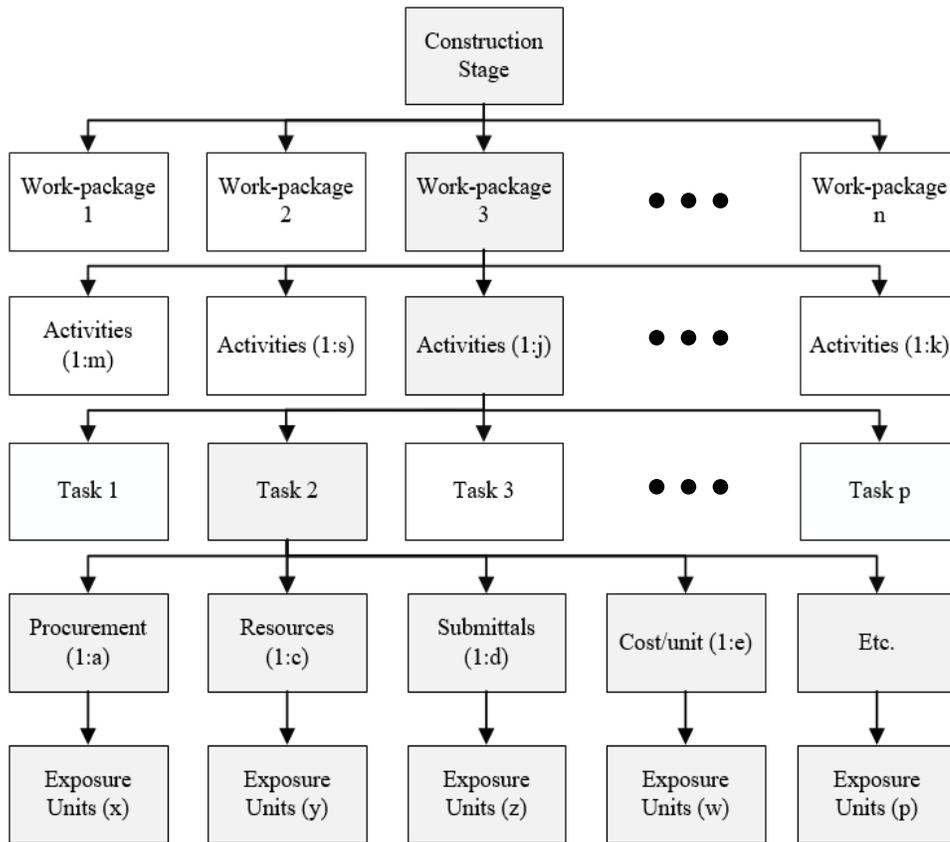 Construction
Stage
Work-package
1
Work-package
2
Work-package
3
Work-package
n
Activities
(1:m)
Activities (1:s)
Activities (1:j)
Activities (1:k)
Task 1
Task 2
Task 3
Task p
Procurement
(1:a)
Resources
(1:c)
Submittals
(1:d)
Cost/unit (1:e)
Etc.
Exposure
Units (x)
Exposure
Units (y)
Exposure
Units (z)
Exposure
Units (w)
Exposure
Units (p)